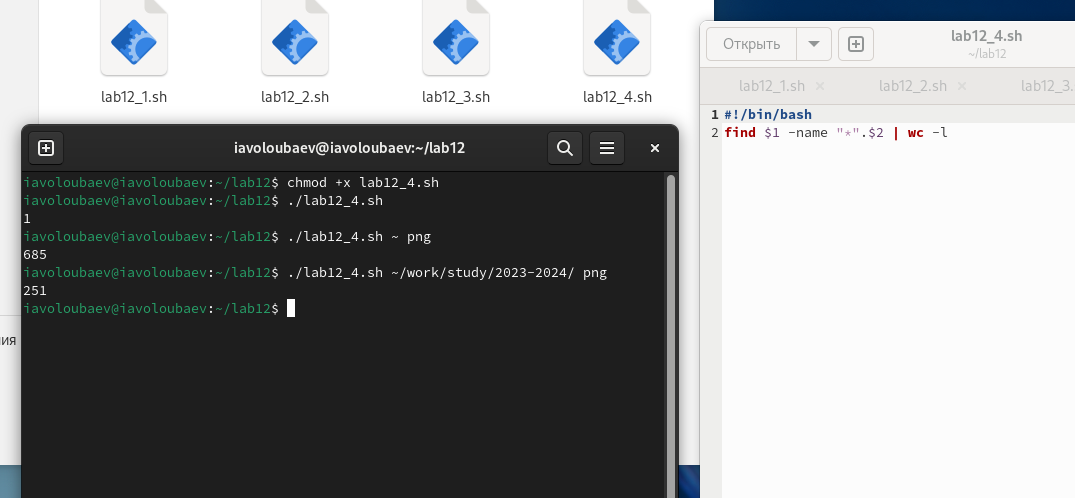 lab12_1.sh
lab12_2.sh
lab12_3.sh
lab12_4.sh
Открыть
lab12_4.sh
~/lab12
lab12_1.sh ×
lab12_2.sh ×
lab12_3.
1 #!/bin/bash
2 find $1 -name "*".$2 | wc -l
iavoloubaev@iavoloubaev:~/lab12
iavoloubaev@iavoloubaev:~/lab12$ chmod +x lab12_4.sh
iavoloubaev@iavoloubaev:~/lab12$ ./lab12_4.sh
1
iavoloubaev@iavoloubaev:~/lab12$ ./lab12_4.sh ~ png
685
iavoloubaev@iavoloubaev:~/lab12$ ./lab12_4.sh ~/work/study/2023-2024/ png
251
iavoloubaev@iavoloubaev:~/lab12$
ия